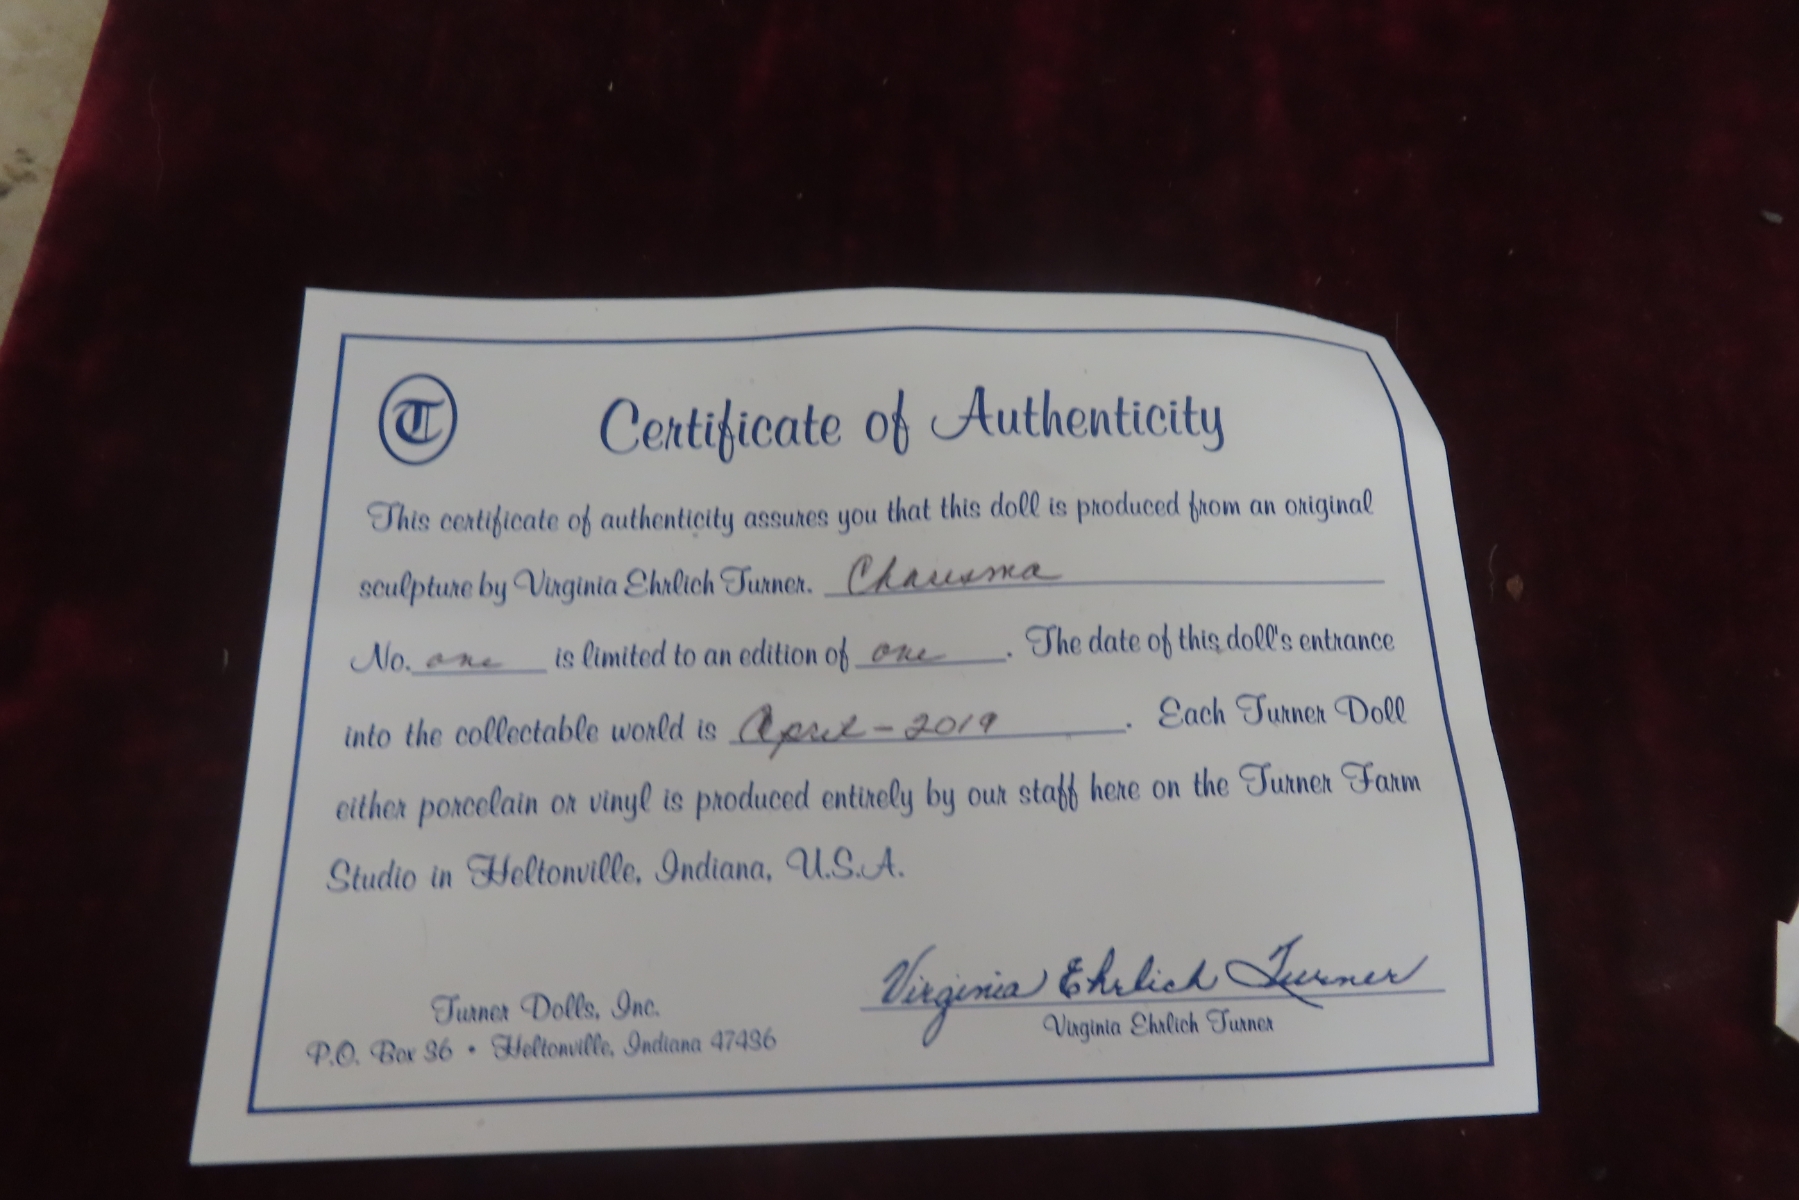 T
Certificate of Authenticity
This certificate of authenticity assures you that this doll is produced from an original
sculpture by Virginia Ehrlich Turner. Charisma
No. one is limited to an edition of one. The date of this doll's entrance
into the collectable world is April-2019. Each Turner Doll
either porcelain or vinyl is produced entirely by our staff here on the Turner Farm
Studio in Heltonville, Indiana, U.S.A.
Turner Dolls, Inc.
P.O. Box 36 • Heltonville, Indiana 47436
Virginia Ehrlich Turner
Virginia Ehrlich Turner